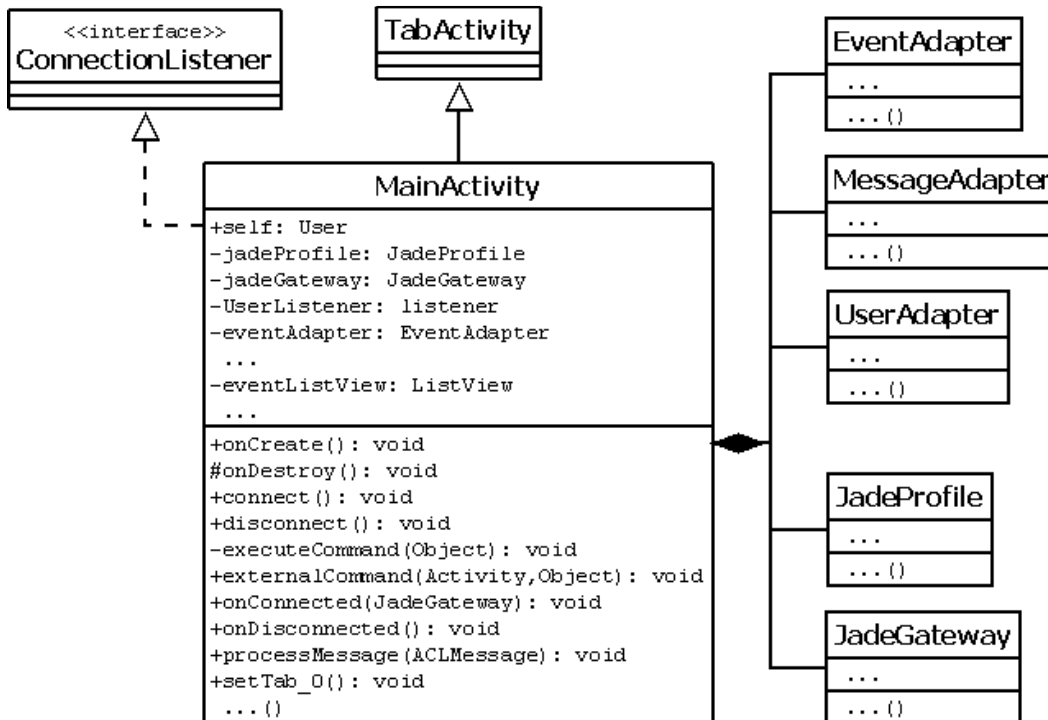 <<interface>>
ConnectionListener
TabActivity
MainActivity
+self: User
-jadeProfile: JadeProfile
-jadeGateway: JadeGateway
-UserListener: listener
-eventAdapter: EventAdapter
...
-eventListView: ListView
...
+onCreate(): void
#onDestroy(): void
+connect(): void
+disconnect(): void
-executeCommand(Object): void
+externalCommand(Activity,Object): void
+onConnected(JadeGateway): void
+onDisconnected(): void
+processMessage(ACLMessage): void
+setTab_0(): void
...()
EventAdapter
...
...()
MessageAdapter
...
...()
UserAdapter
...
...()
JadeProfile
...
...()
JadeGateway
...
...()